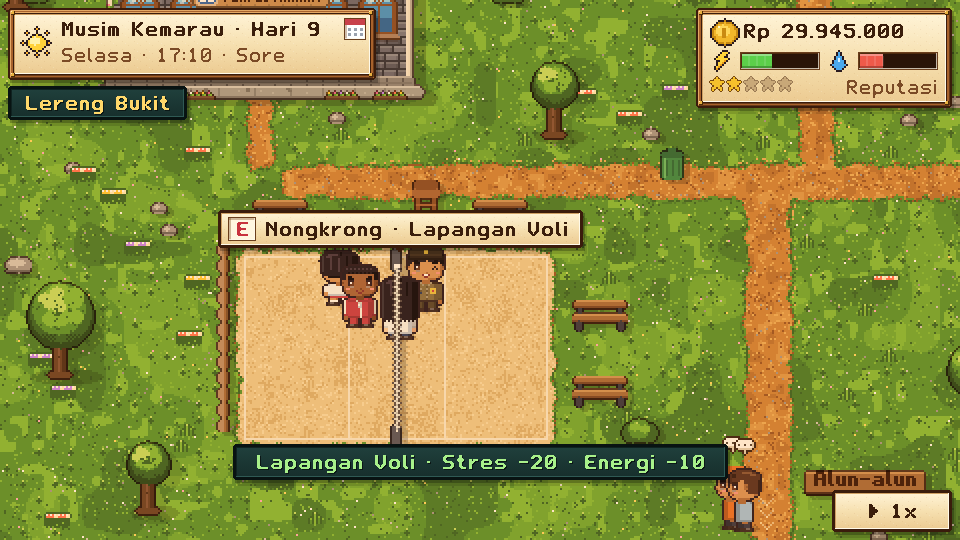 Musim Kemarau · Hari 9
Selasa · 17:10 · Sore
Rp 29.945.000
Reputasi
Lereng Bukit
E Nongkrong · Lapangan Voli
Lapangan Voli · Stres -20 · Energi -10
Alun-alun
1x